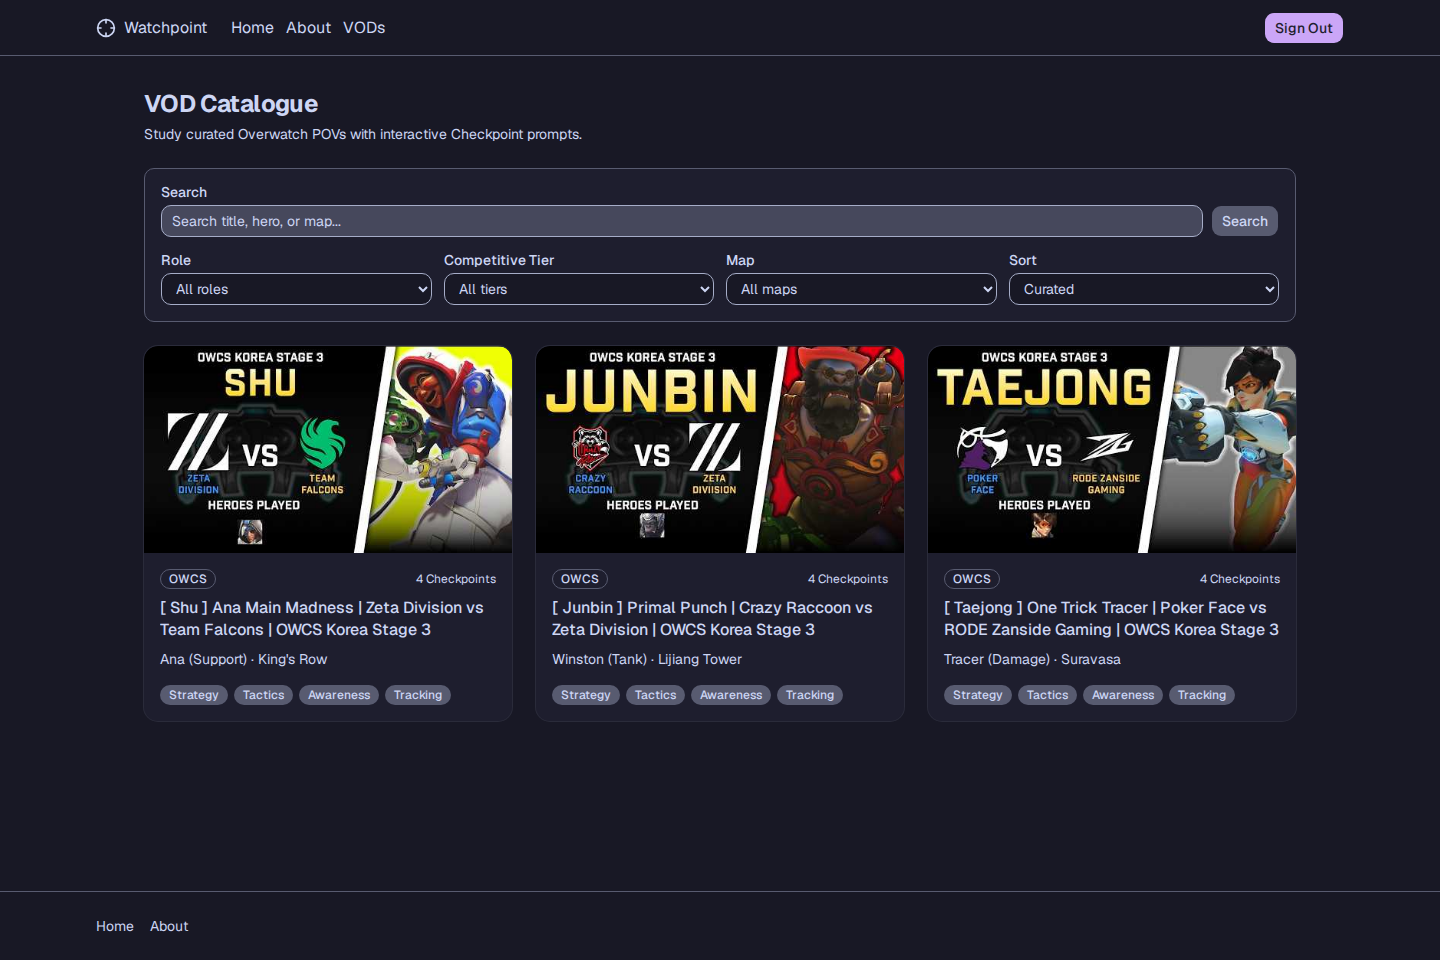 Watchpoint
Home
About
VODs
Sign Out
VOD Catalogue
Study curated Overwatch POVs with interactive Checkpoint prompts.
Search
Search title, hero, or map...
Search
Role
Competitive Tier
Map
Sort
All roles
All tiers
All maps
Curated
OWCS KOREA STAGE 3
SHU
VS
ZETA
DIVISION
TEAM
FALCONS
HEROES PLAYED
OWCS
4 Checkpoints
[ Shu ] Ana Main Madness | Zeta Division vs
Team Falcons | OWCS Korea Stage 3
Ana (Support) · King's Row
Strategy
Tactics
Awareness
Tracking
OWCS KOREA STAGE 3
JUNBIN
VS
CRAZY
RACCOON
ZETA
DIVIISION
HEROES PLAYED
OWCS
4 Checkpoints
[ Junbin ] Primal Punch | Crazy Raccoon vs
Zeta Division | OWCS Korea Stage 3
Winston (Tank) · Lijiang Tower
Strategy
Tactics
Awareness
Tracking
OWCS KOREA STAGE 3
TAEJONG
VS
POKER
FACE
RODE ZANSIDE
GAMING
HEROES PLAYED
OWCS
4 Checkpoints
[ Taejong ] One Trick Tracer | Poker Face vs
RODE Zanside Gaming | OWCS Korea Stage 3
Tracer (Damage) · Suravasa
Strategy
Tactics
Awareness
Tracking
Home
About